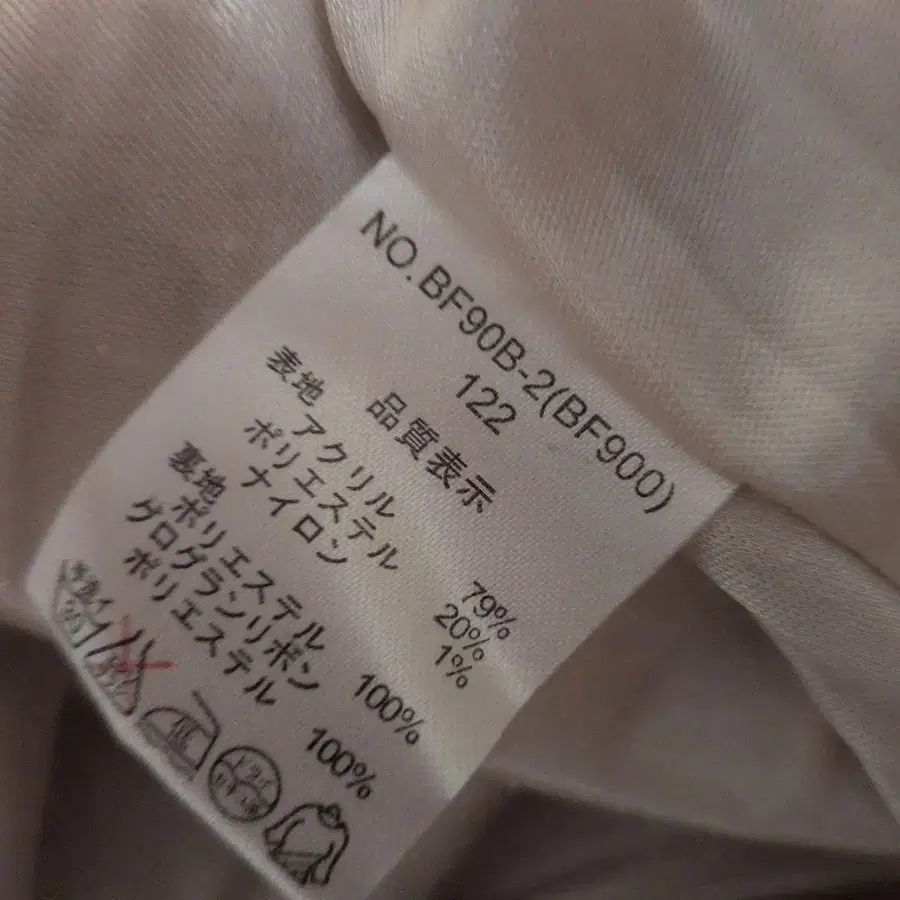 NO.BF90B-2(BF900)
122
品質表示
表地 アクリル 79%
ポリエステル 20%
ナイロン 1%
裏地 ポリエステル 100%
グログランリボン
ポリエステル 100%